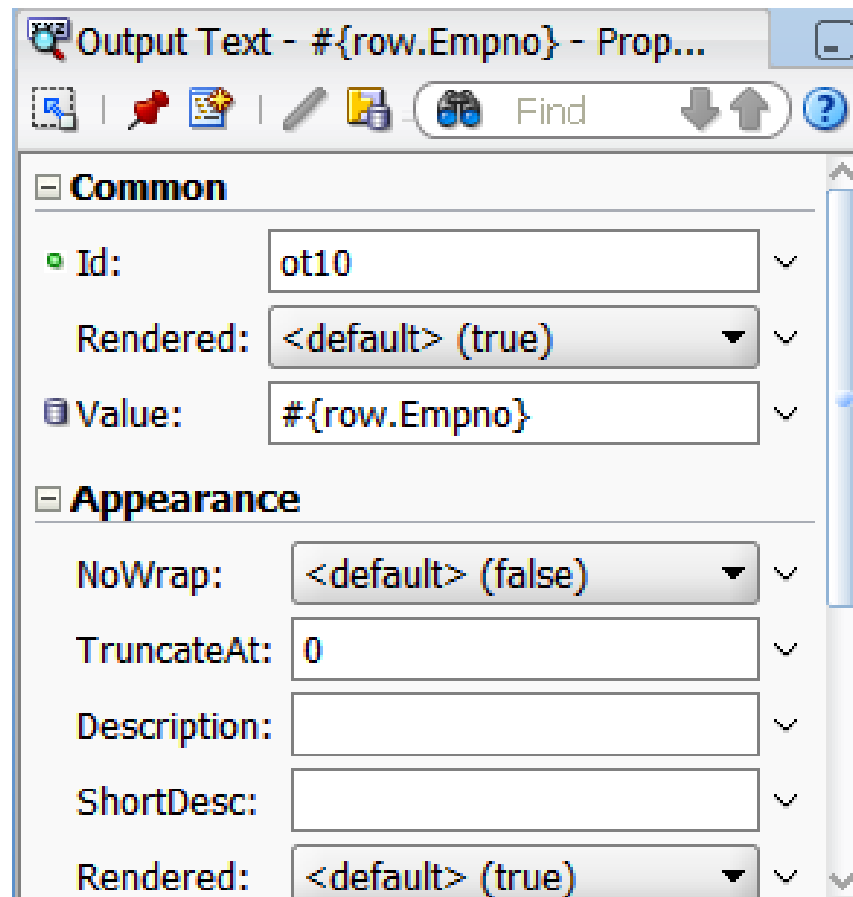 Output Text - #{row.Empno} - Prop...
Find
Common
Id: ot10
Rendered: <default> (true)
Value: #{row.Empno}
Appearance
NoWrap: <default> (false)
TruncateAt: 0
Description:
ShortDesc:
Rendered: <default> (true)